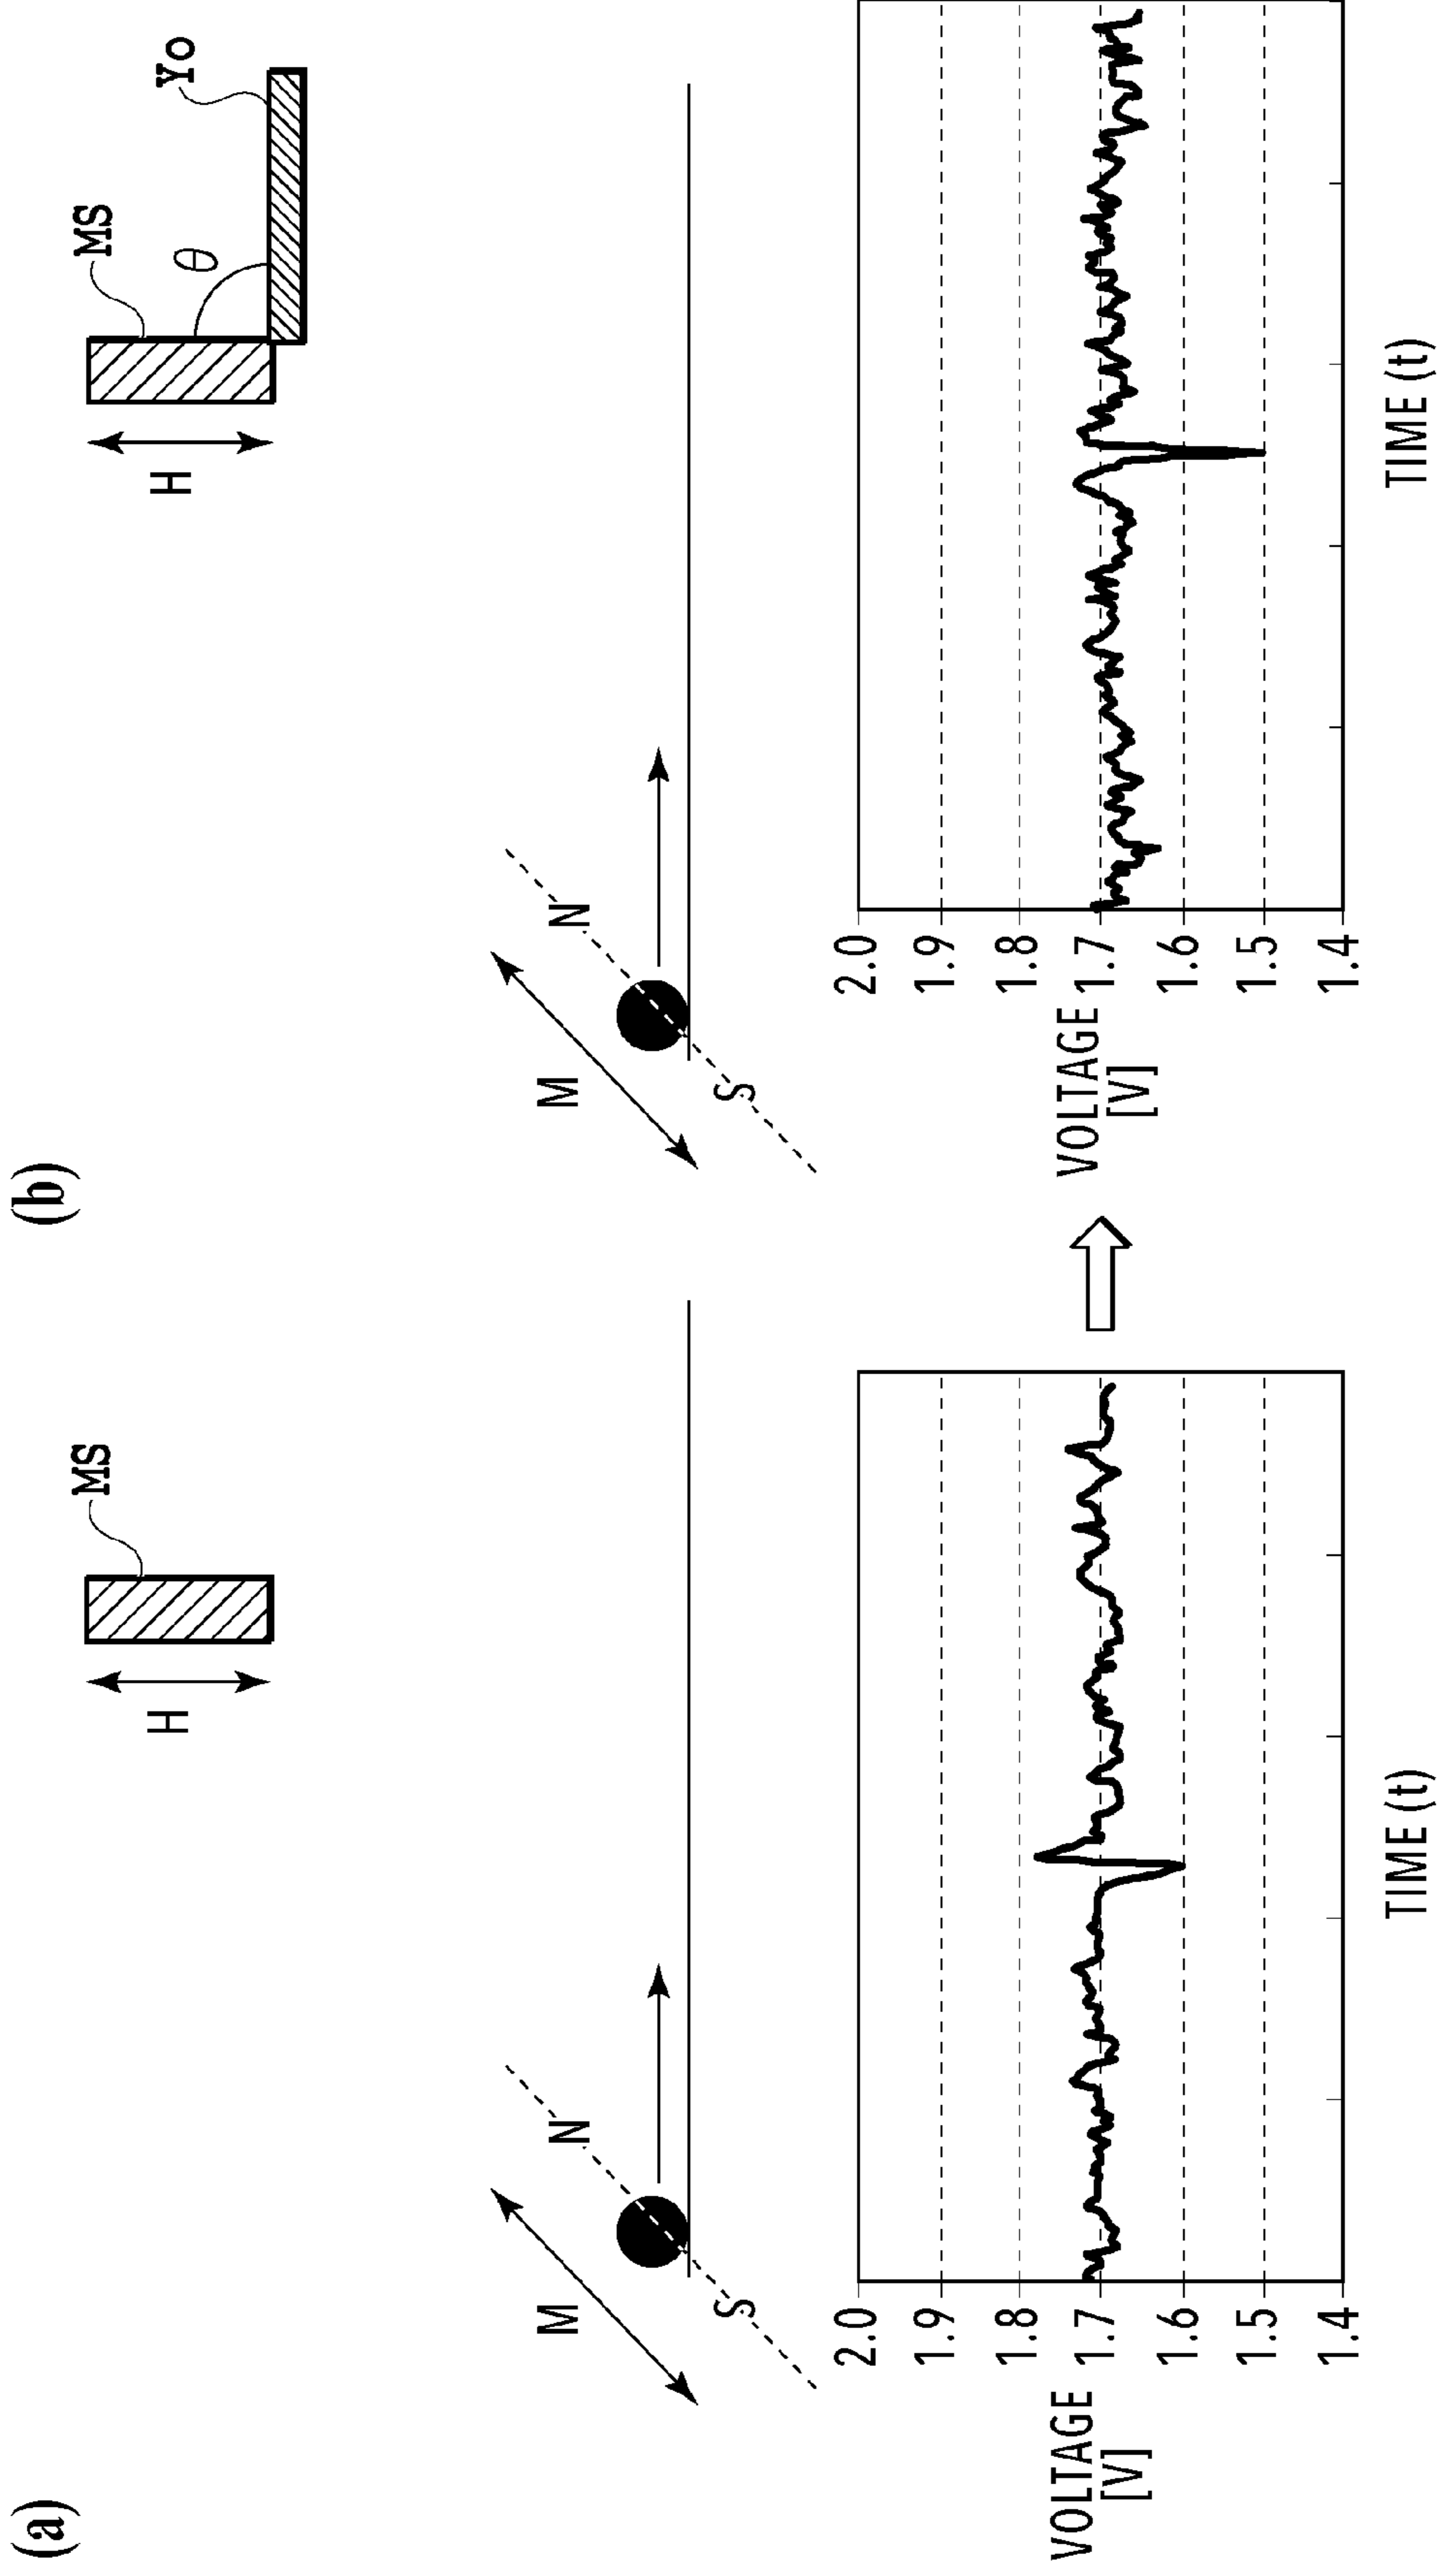 (a)
MS
H
M
N
S
VOLTAGE
[V]
2.0
1.9
1.8
1.7
1.6
1.5
1.4
TIME (t)
(b)
MS
Yo
θ
H
M
N
S
VOLTAGE
[V]
2.0
1.9
1.8
1.7
1.6
1.5
1.4
TIME (t)